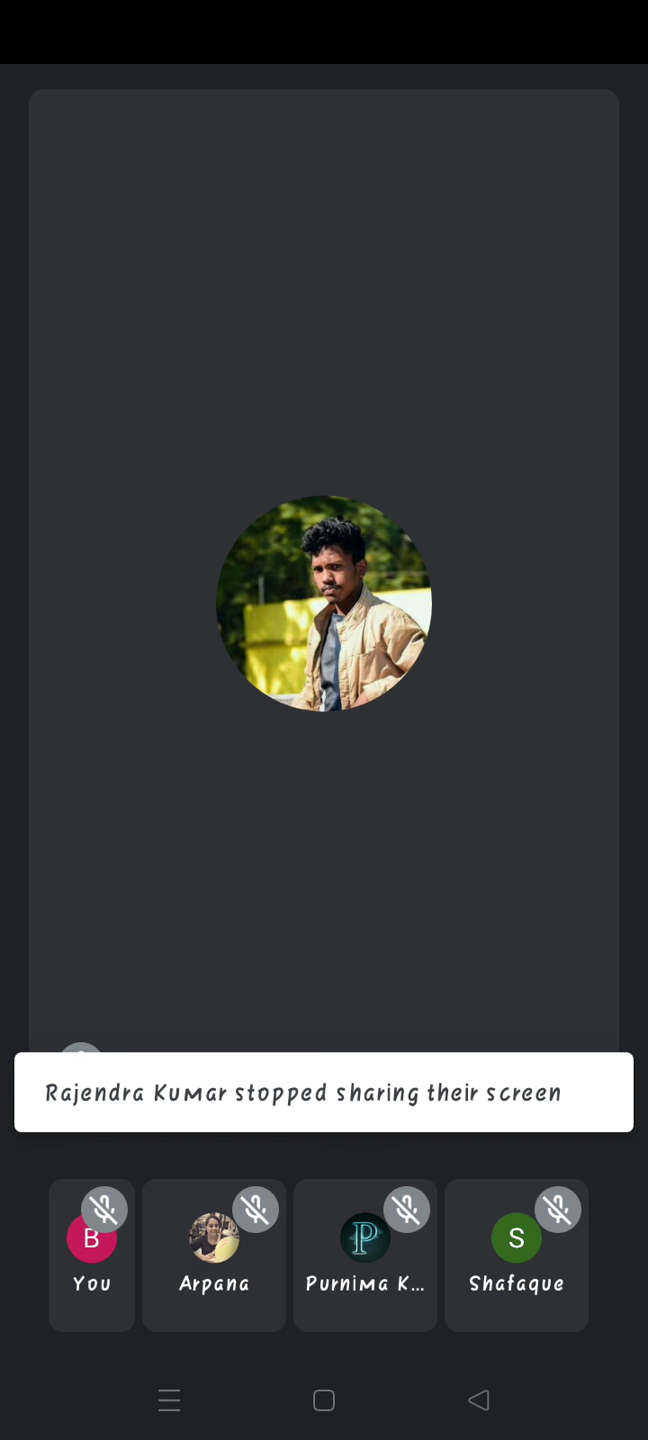 Rajendra Kumar stopped sharing their screen
B
P
S
You
Arpana
Purnima K...
Shafaque